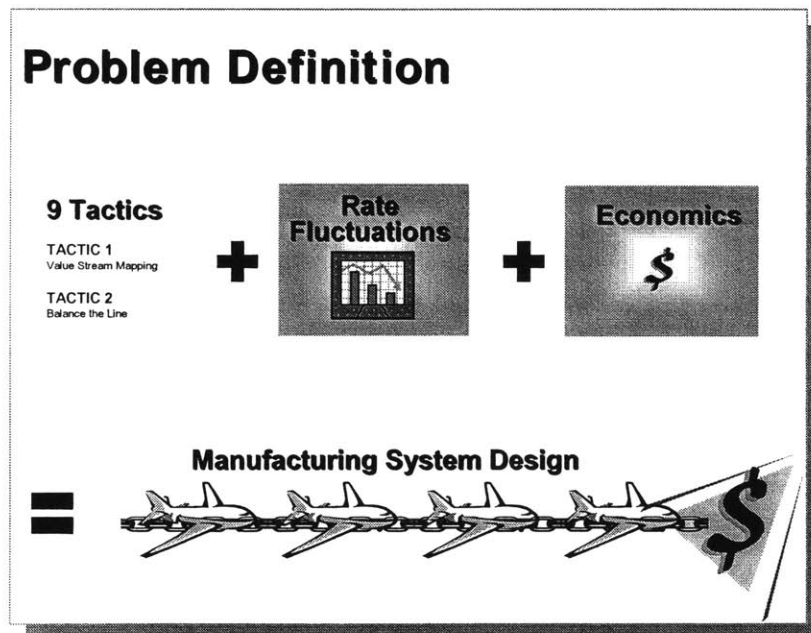 Problem Definition
9 Tactics
TACTIC 1
Value Stream Mapping
TACTIC 2
Balance the Line
+
Rate
Fluctuations
+
Economics
$
=
Manufacturing System Design
$